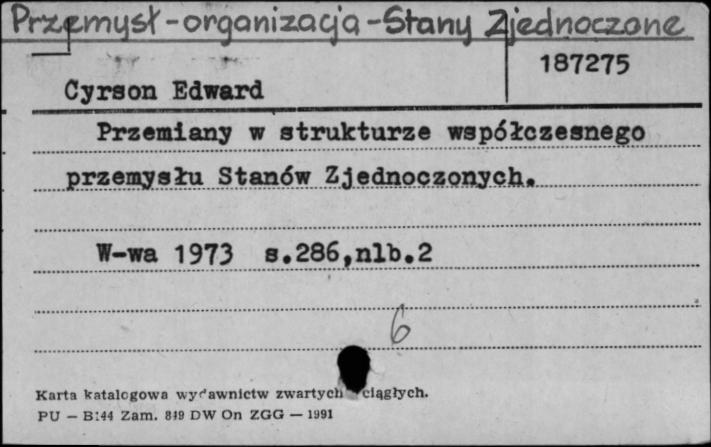 Przemysł-organizacja-Stany Zjednoczone
187275
Cyrson Edward
Przemiany w strukturze współczesnego
przemysłu Stanów Zjednoczonych.
W-wa 1973 s.286,nlb.2
6
Karta katalogowa wydawnictw zwartych ciągłych.
PU — B144 Zam. 849 DW On ZGG — 1991